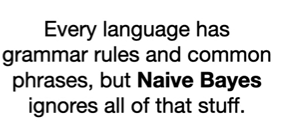 Every language has
grammar rules and common
phrases, but Naive Bayes
ignores all of that stuff.